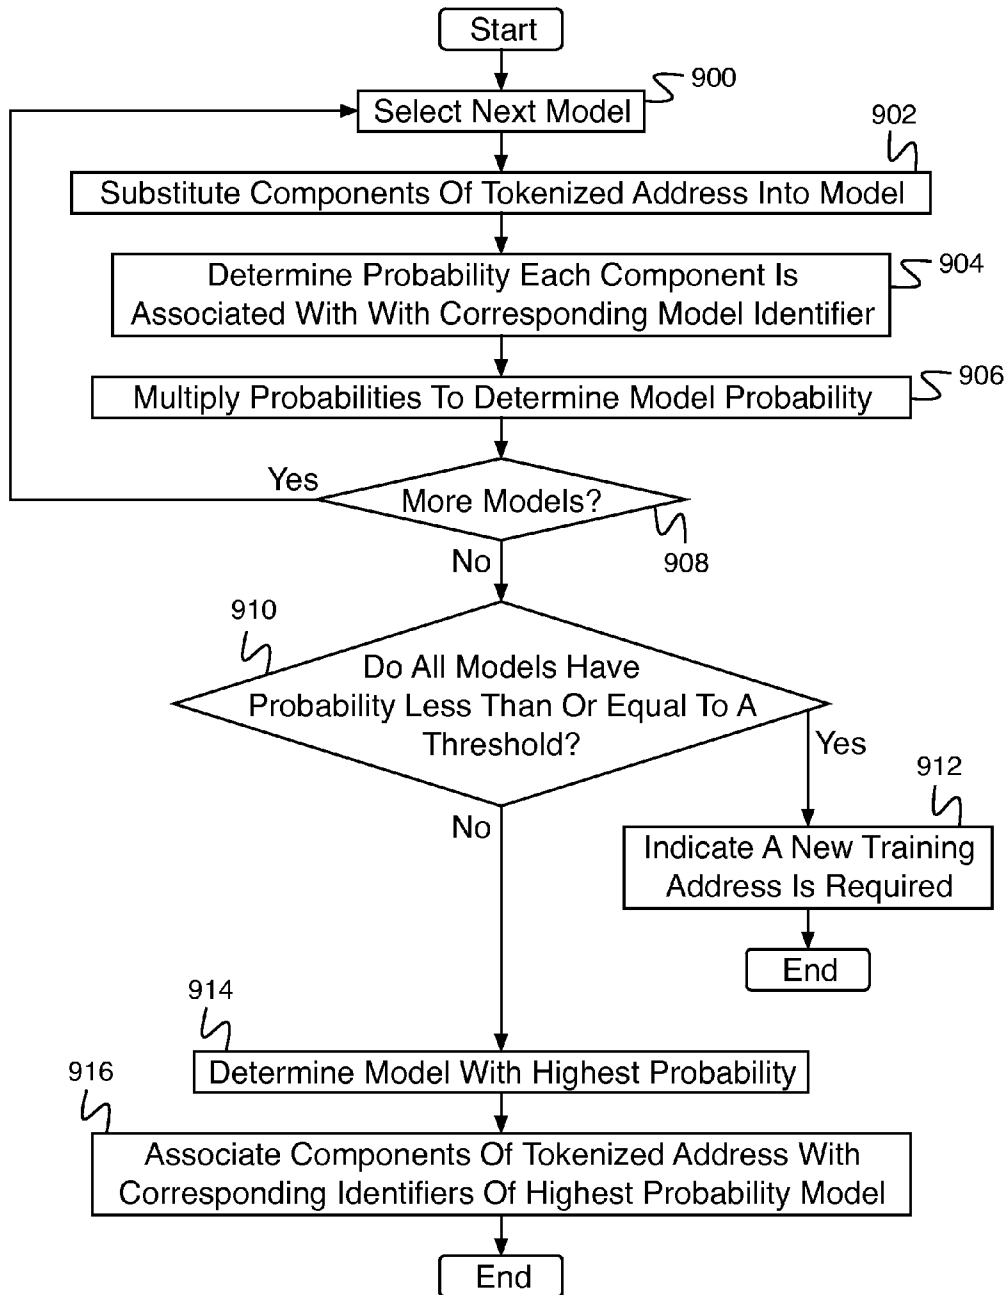 Start
900
Select Next Model
902
Substitute Components Of Tokenized Address Into Model
904
Determine Probability Each Component Is
Associated With With Corresponding Model Identifier
906
Multiply Probabilities To Determine Model Probability
Yes
More Models?
908
No
910
Do All Models Have
Probability Less Than Or Equal To A
Threshold?
Yes
912
No
Indicate A New Training
Address Is Required
End
914
Determine Model With Highest Probability
916
Associate Components Of Tokenized Address With
Corresponding Identifiers Of Highest Probability Model
End